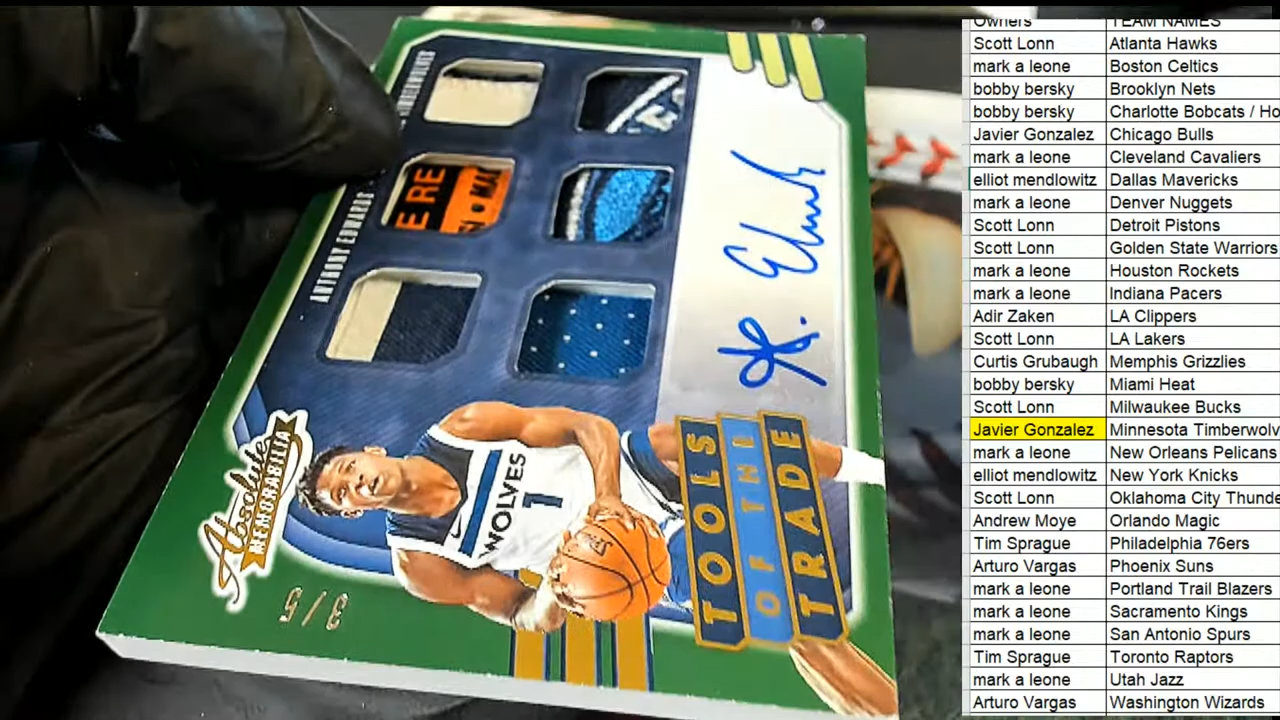 ANTHONY EDWARDS
E RE
Absolute
MEMORABILIA
3/5
WOLVES
1
TOOLS
OF THE
TRADE
Owners TEAM NAMES
Scott Lonn Atlanta Hawks
mark a leone Boston Celtics
bobby bersky Brooklyn Nets
bobby bersky Charlotte Bobcats / Ho
Javier Gonzalez Chicago Bulls
mark a leone Cleveland Cavaliers
elliot mendlowitz Dallas Mavericks
mark a leone Denver Nuggets
Scott Lonn Detroit Pistons
Scott Lonn Golden State Warriors
mark a leone Houston Rockets
mark a leone Indiana Pacers
Adir Zaken LA Clippers
Scott Lonn LA Lakers
Curtis Grubaugh Memphis Grizzlies
bobby bersky Miami Heat
Scott Lonn Milwaukee Bucks
Javier Gonzalez Minnesota Timberwolv
mark a leone New Orleans Pelicans
elliot mendlowitz New York Knicks
Scott Lonn Oklahoma City Thunde
Andrew Moye Orlando Magic
Tim Sprague Philadelphia 76ers
Arturo Vargas Phoenix Suns
mark a leone Portland Trail Blazers
mark a leone Sacramento Kings
mark a leone San Antonio Spurs
Tim Sprague Toronto Raptors
mark a leone Utah Jazz
Arturo Vargas Washington Wizards